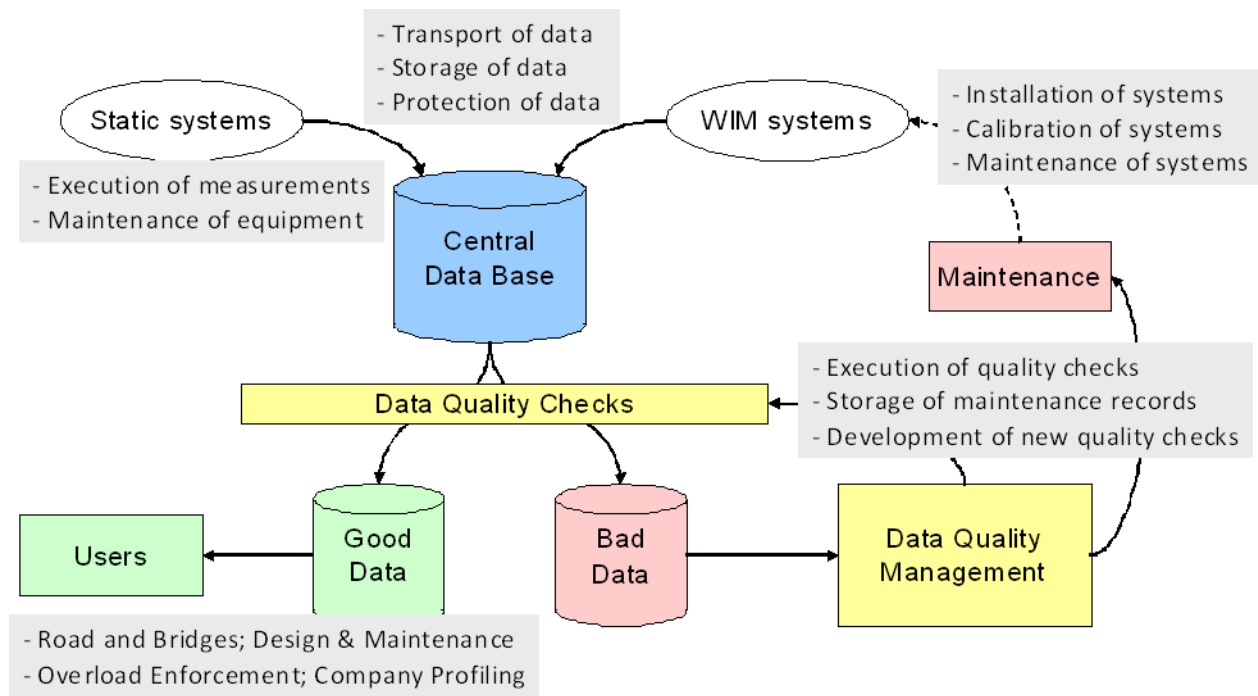 - Transport of data
- Storage of data
- Protection of data
Static systems
WIM systems
- Installation of systems
- Calibration of systems
- Maintenance of systems
- Execution of measurements
- Maintenance of equipment
Central
Data Base
Maintenance
- Execution of quality checks
- Storage of maintenance records
- Development of new quality checks
Data Quality Checks
Users
Good
Data
Bad
Data
Data Quality
Management
- Road and Bridges; Design & Maintenance
- Overload Enforcement; Company Profiling